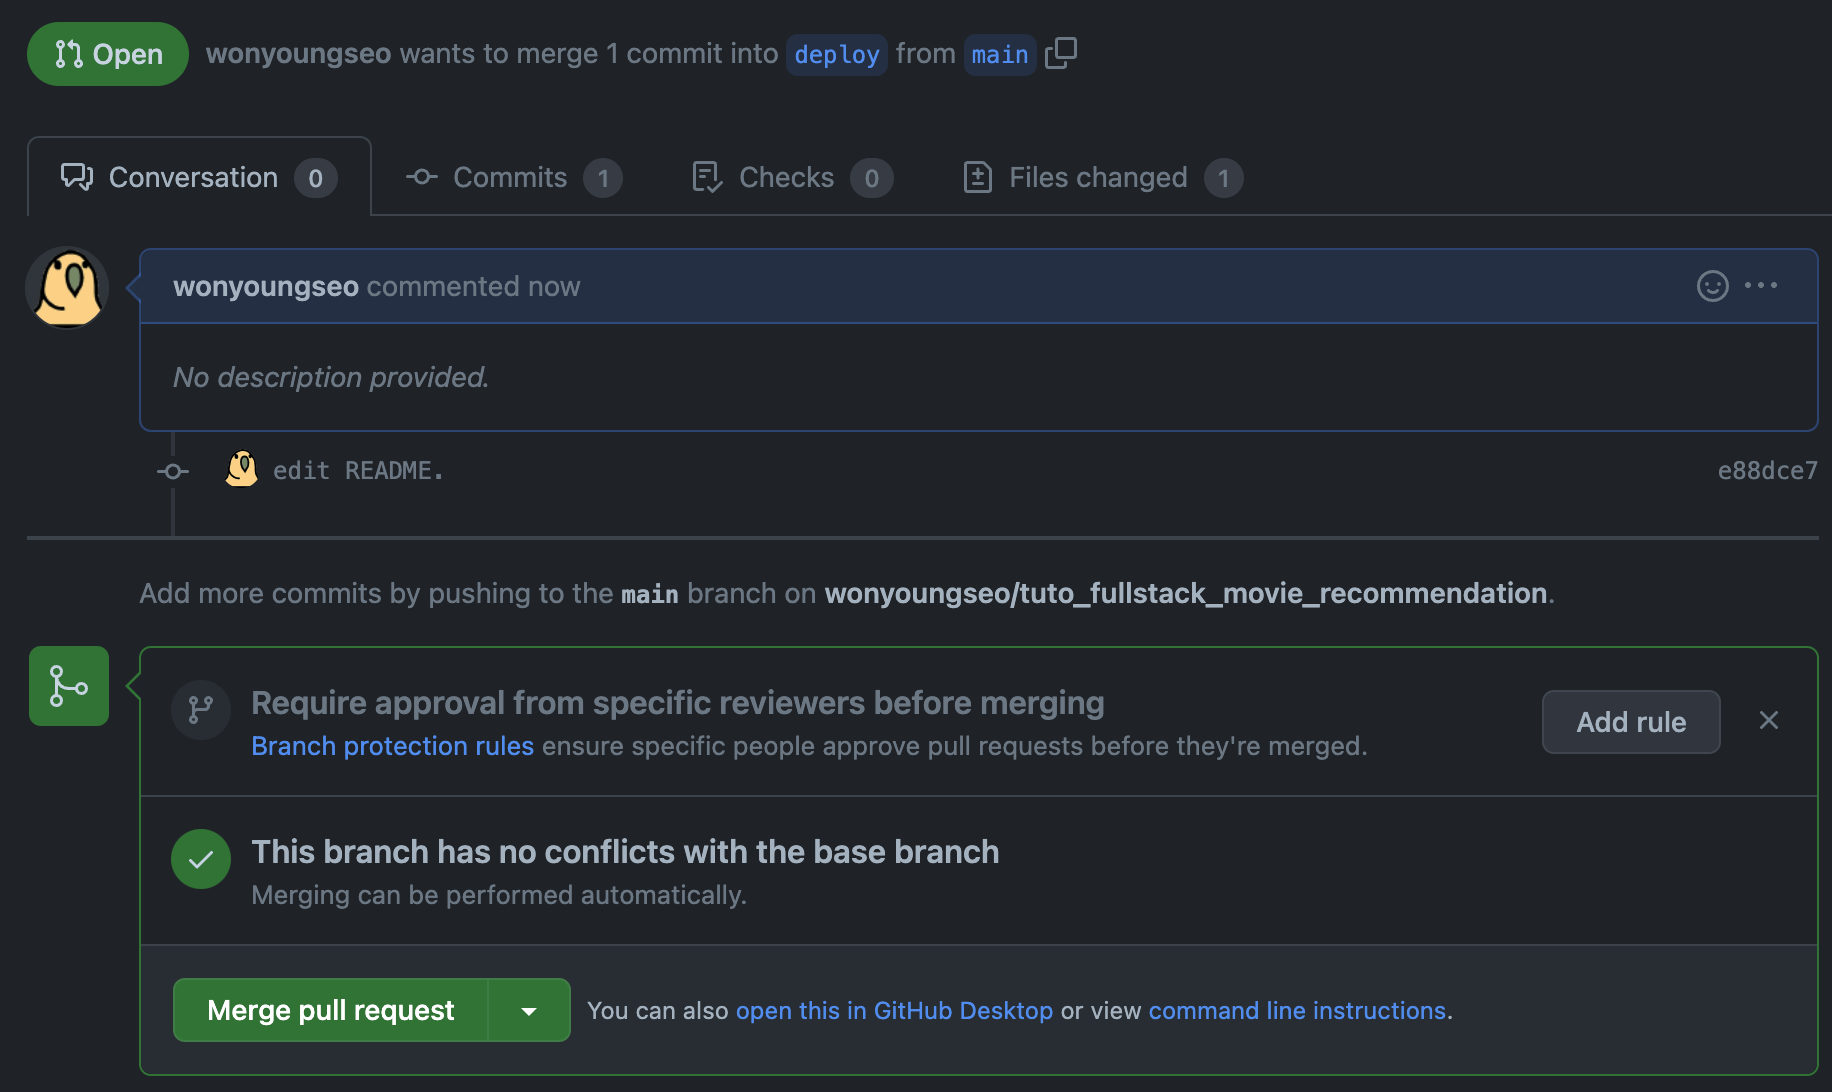 Open wonyoungseo wants to merge 1 commit into deploy from main
Conversation 0 Commits 1 Checks 0 Files changed 1
wonyoungseo commented now
No description provided.
edit README. e88dce7
Add more commits by pushing to the main branch on wonyoungseo/tuto_fullstack_movie_recommendation.
Require approval from specific reviewers before merging
Branch protection rules ensure specific people approve pull requests before they're merged.
Add rule
This branch has no conflicts with the base branch
Merging can be performed automatically.
Merge pull request You can also open this in GitHub Desktop or view command line instructions.